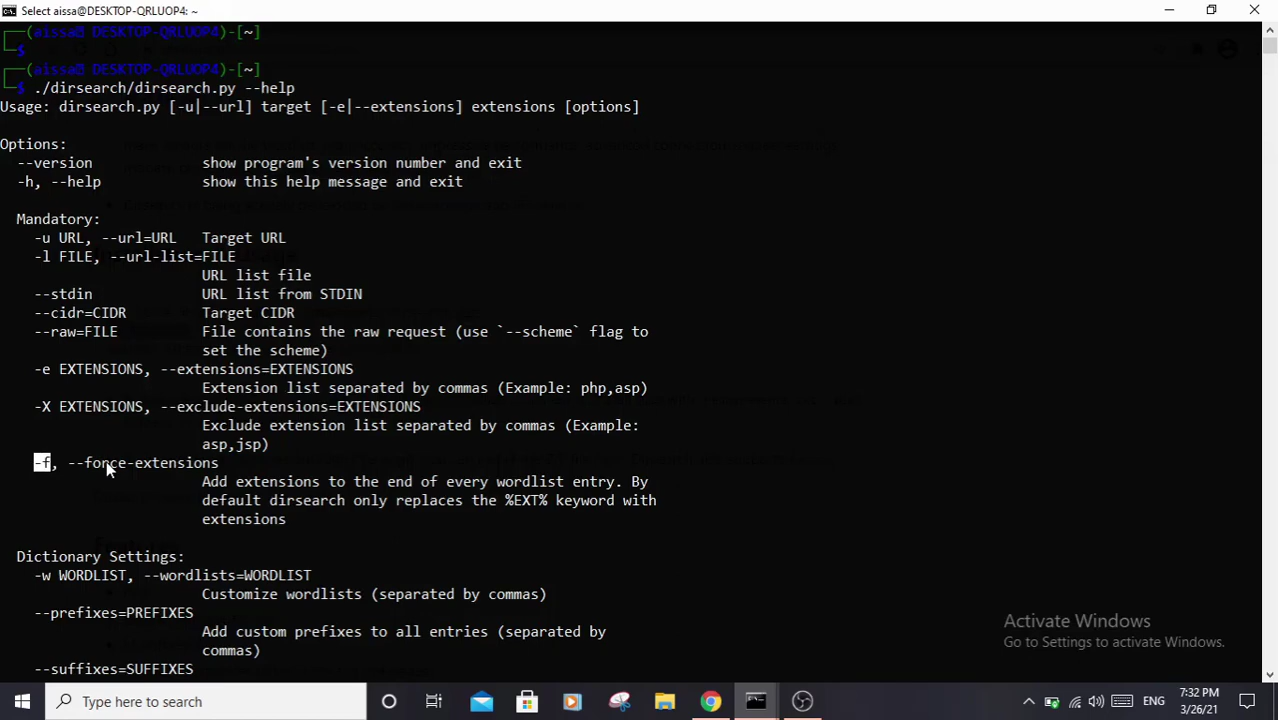 Select aissa@DESKTOP-QRLUOP4: ~
(aissa@ DESKTOP-QRLUOP4)-[~]
$
(aissa@ DESKTOP-QRLUOP4)-[~]
$ ./dirsearch/dirsearch.py --help
Usage: dirsearch.py [-u|--url] target [-e|--extensions] extensions [options]
Options:
--version show program's version number and exit
-h, --help show this help message and exit
Mandatory:
-u URL, --url=URL Target URL
-l FILE, --url-list=FILE
URL list file
--stdin URL list from STDIN
--cidr=CIDR Target CIDR
--raw=FILE File contains the raw request (use `--scheme` flag to
set the scheme)
-e EXTENSIONS, --extensions=EXTENSIONS
Extension list separated by commas (Example: php,asp)
-X EXTENSIONS, --exclude-extensions=EXTENSIONS
Exclude extension list separated by commas (Example:
asp,jsp)
-f, --force-extensions
Add extensions to the end of every wordlist entry. By
default dirsearch only replaces the %EXT% keyword with
extensions
Dictionary Settings:
-w WORDLIST, --wordlists=WORDLIST
Customize wordlists (separated by commas)
--prefixes=PREFIXES
Add custom prefixes to all entries (separated by
commas)
--suffixes=SUFFIXES
Activate Windows
Go to Settings to activate Windows.
Type here to search
ENG
7:32 PM
3/26/21